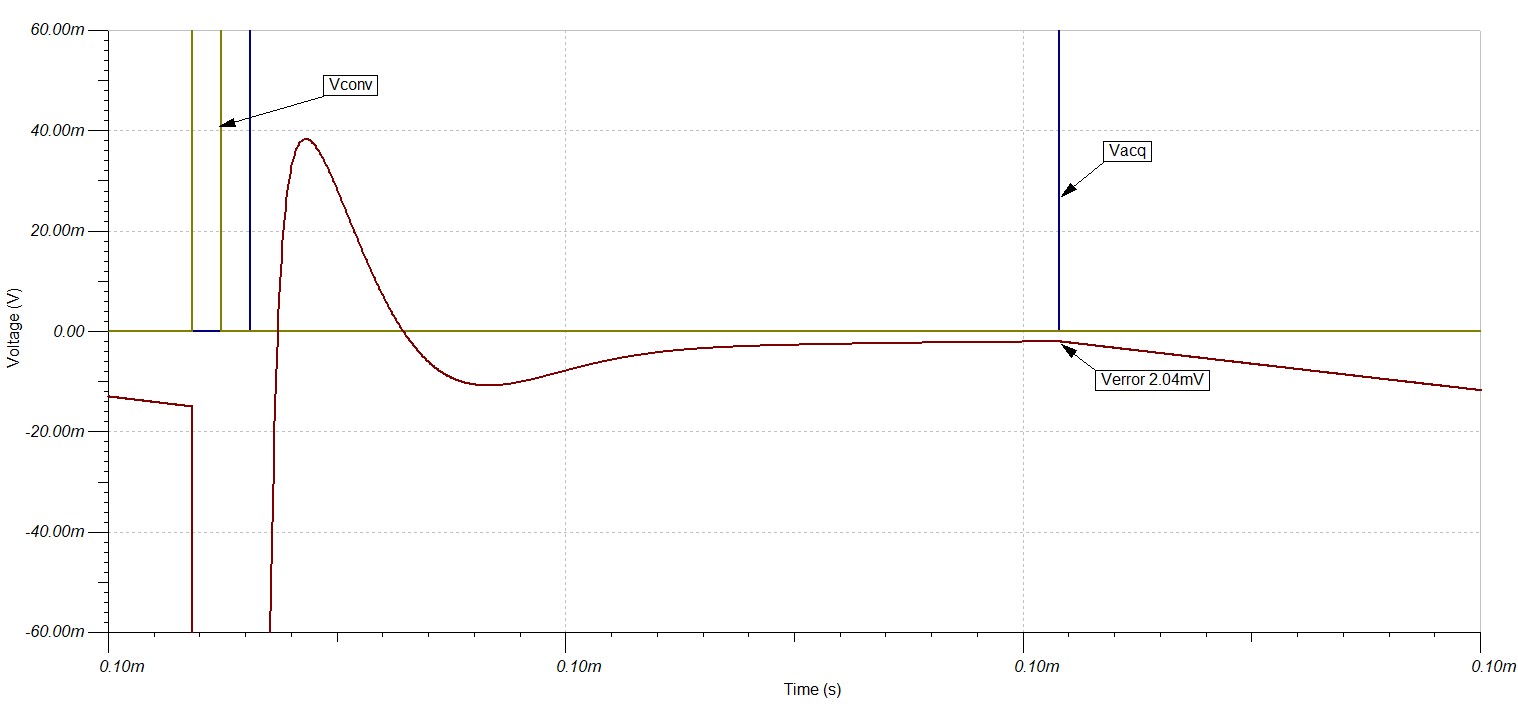 60.00m
Vconv
40.00m
Vacq
20.00m
Voltage (V)
0.00
Verror 2.04mV
-20.00m
-40.00m
-60.00m
0.10m 0.10m 0.10m 0.10m
Time (s)